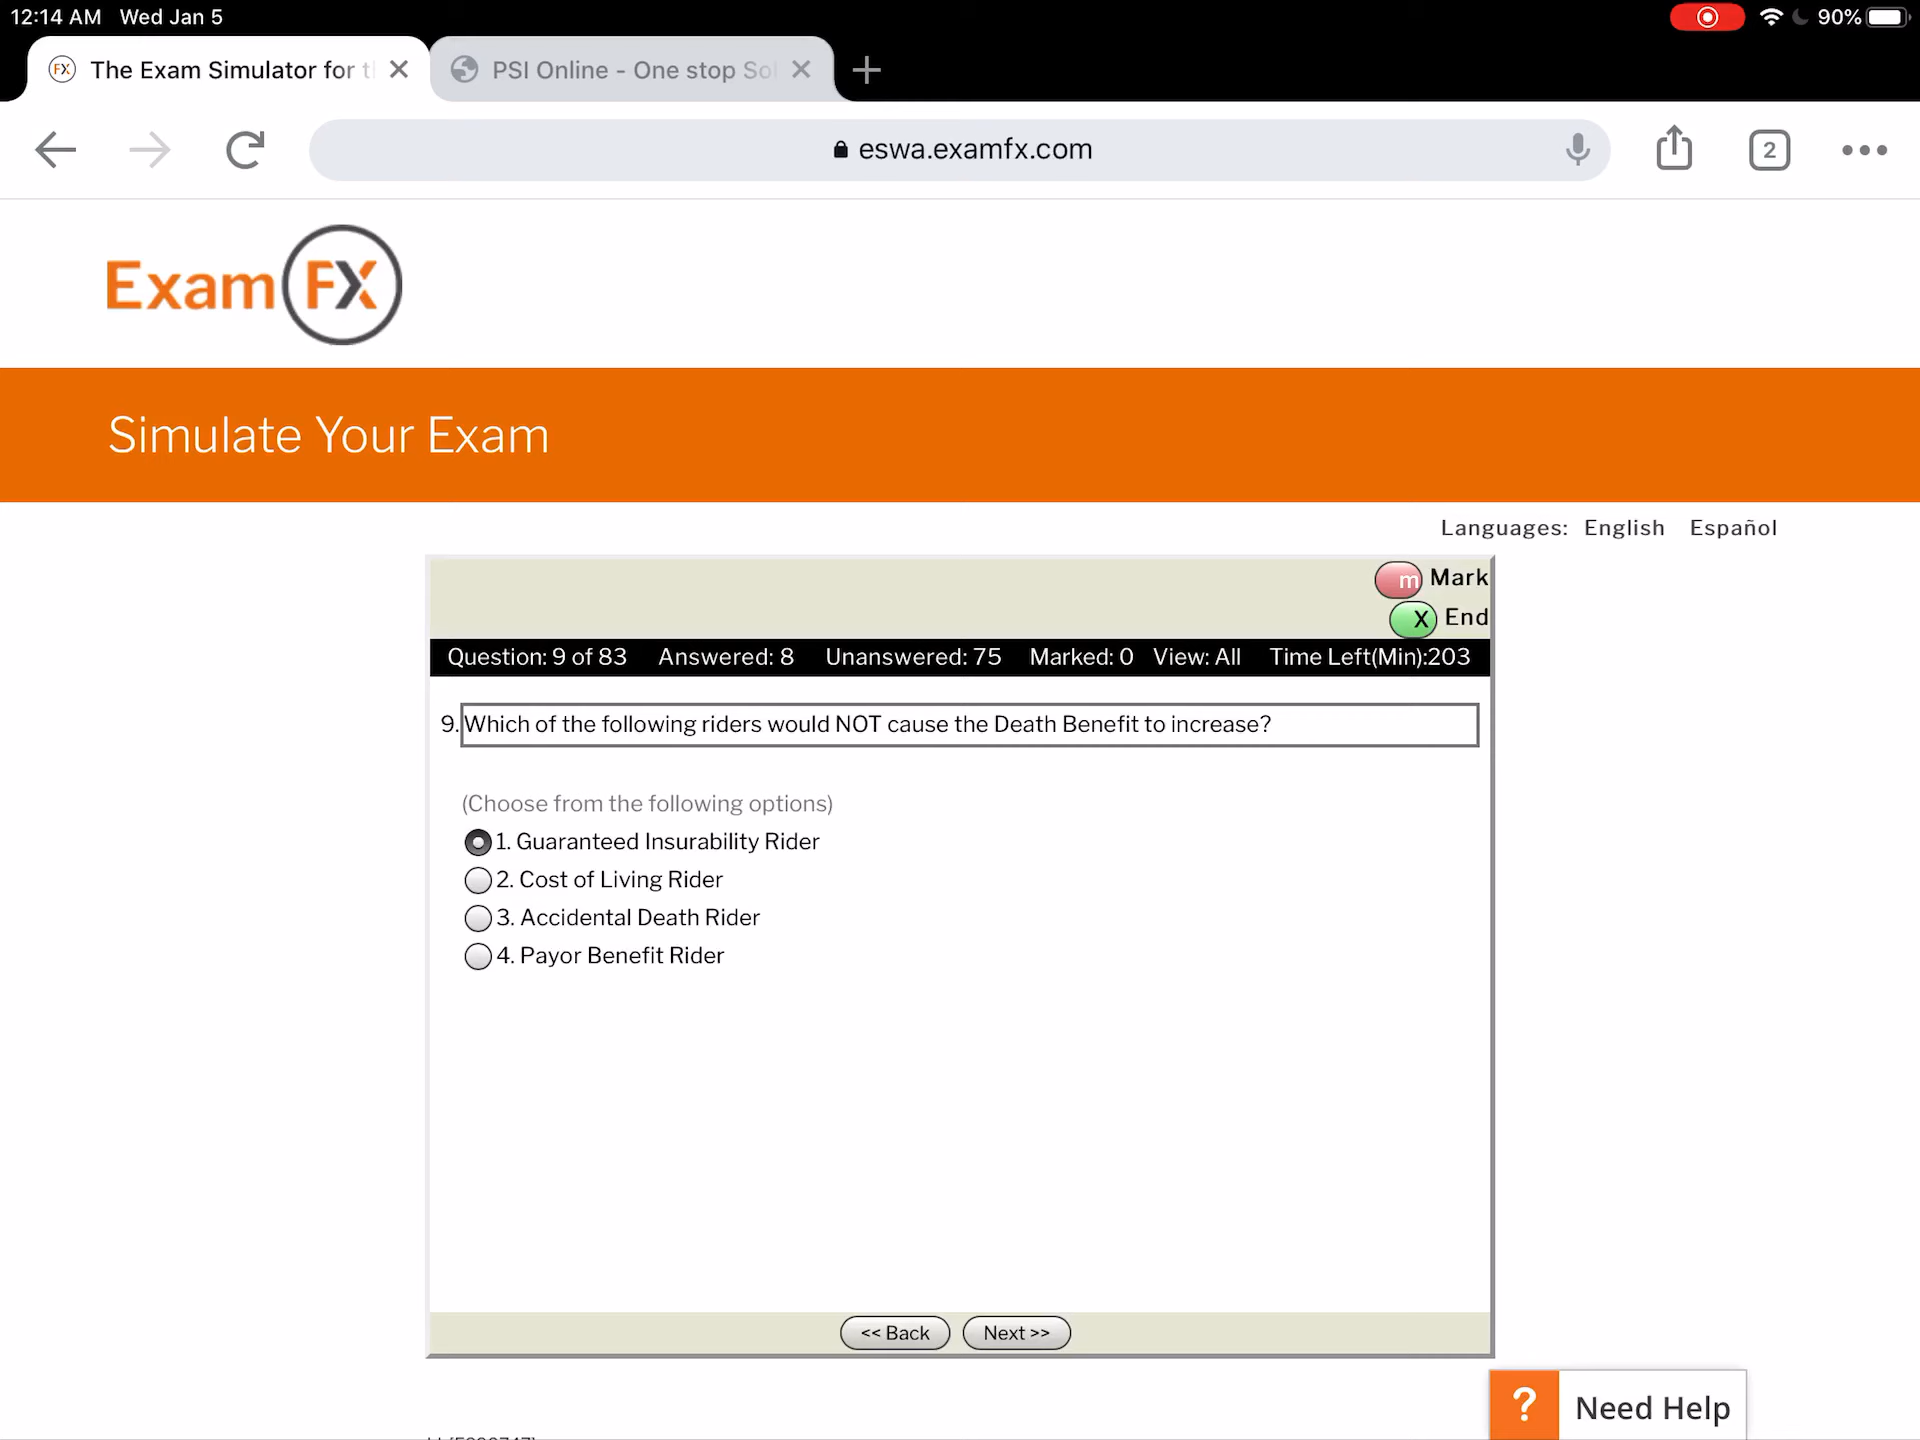 12:14 AM Wed Jan 5
90%
The Exam Simulator for t
PSI Online - One stop Sol
eswa.examfx.com
2
Exam FX
Simulate Your Exam
Languages: English Español
m Mark
X End
Question: 9 of 83 Answered: 8 Unanswered: 75 Marked: 0 View: All Time Left(Min):203
9. Which of the following riders would NOT cause the Death Benefit to increase?
(Choose from the following options)
1. Guaranteed Insurability Rider
2. Cost of Living Rider
3. Accidental Death Rider
4. Payor Benefit Rider
<< Back Next >>
? Need Help